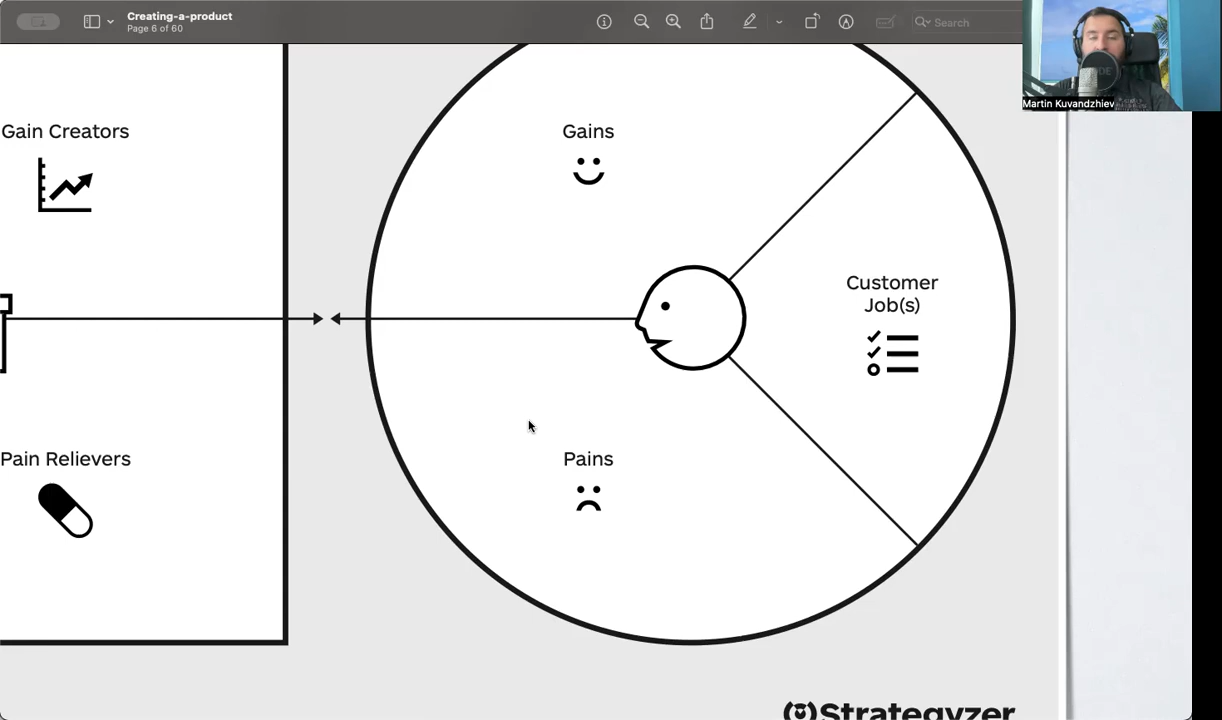 Creating-a-product
Page 6 of 60
Search
Martin Kuvandzhiev
Gain Creators
Gains
Customer
Job(s)
Pain Relievers
Pains
Strategyzer